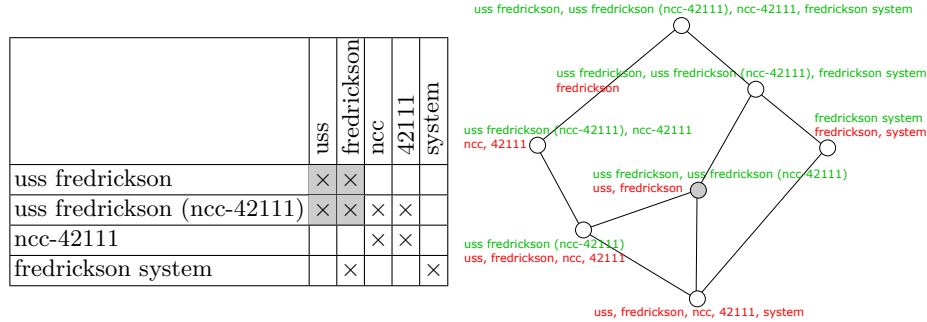 uss fredrickson ncc 42111 system
uss fredrickson × ×
uss fredrickson (ncc-42111) × × × ×
ncc-42111 × ×
fredrickson system × ×
uss fredrickson, uss fredrickson (ncc-42111), ncc-42111, fredrickson system
uss fredrickson, uss fredrickson (ncc-42111), fredrickson system
fredrickson
fredrickson system
fredrickson, system
uss fredrickson (ncc-42111), ncc-42111
ncc, 42111
uss fredrickson, uss fredrickson (ncc-42111)
uss, fredrickson
uss fredrickson (ncc-42111)
uss, fredrickson, ncc, 42111
uss, fredrickson, ncc, 42111, system